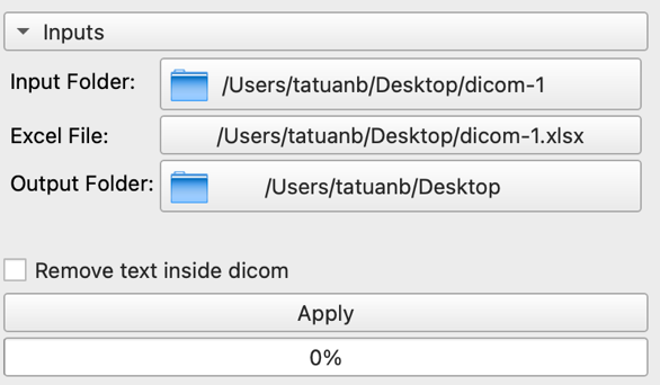 Inputs
Input Folder: /Users/tatuanb/Desktop/dicom-1
Excel File: /Users/tatuanb/Desktop/dicom-1.xlsx
Output Folder: /Users/tatuanb/Desktop
Remove text inside dicom
Apply
0%